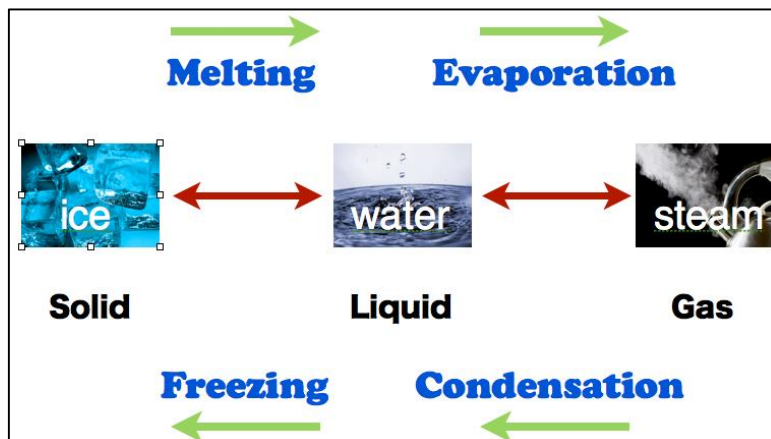 Melting Evaporation
ice water steam
Solid Liquid Gas
Freezing Condensation